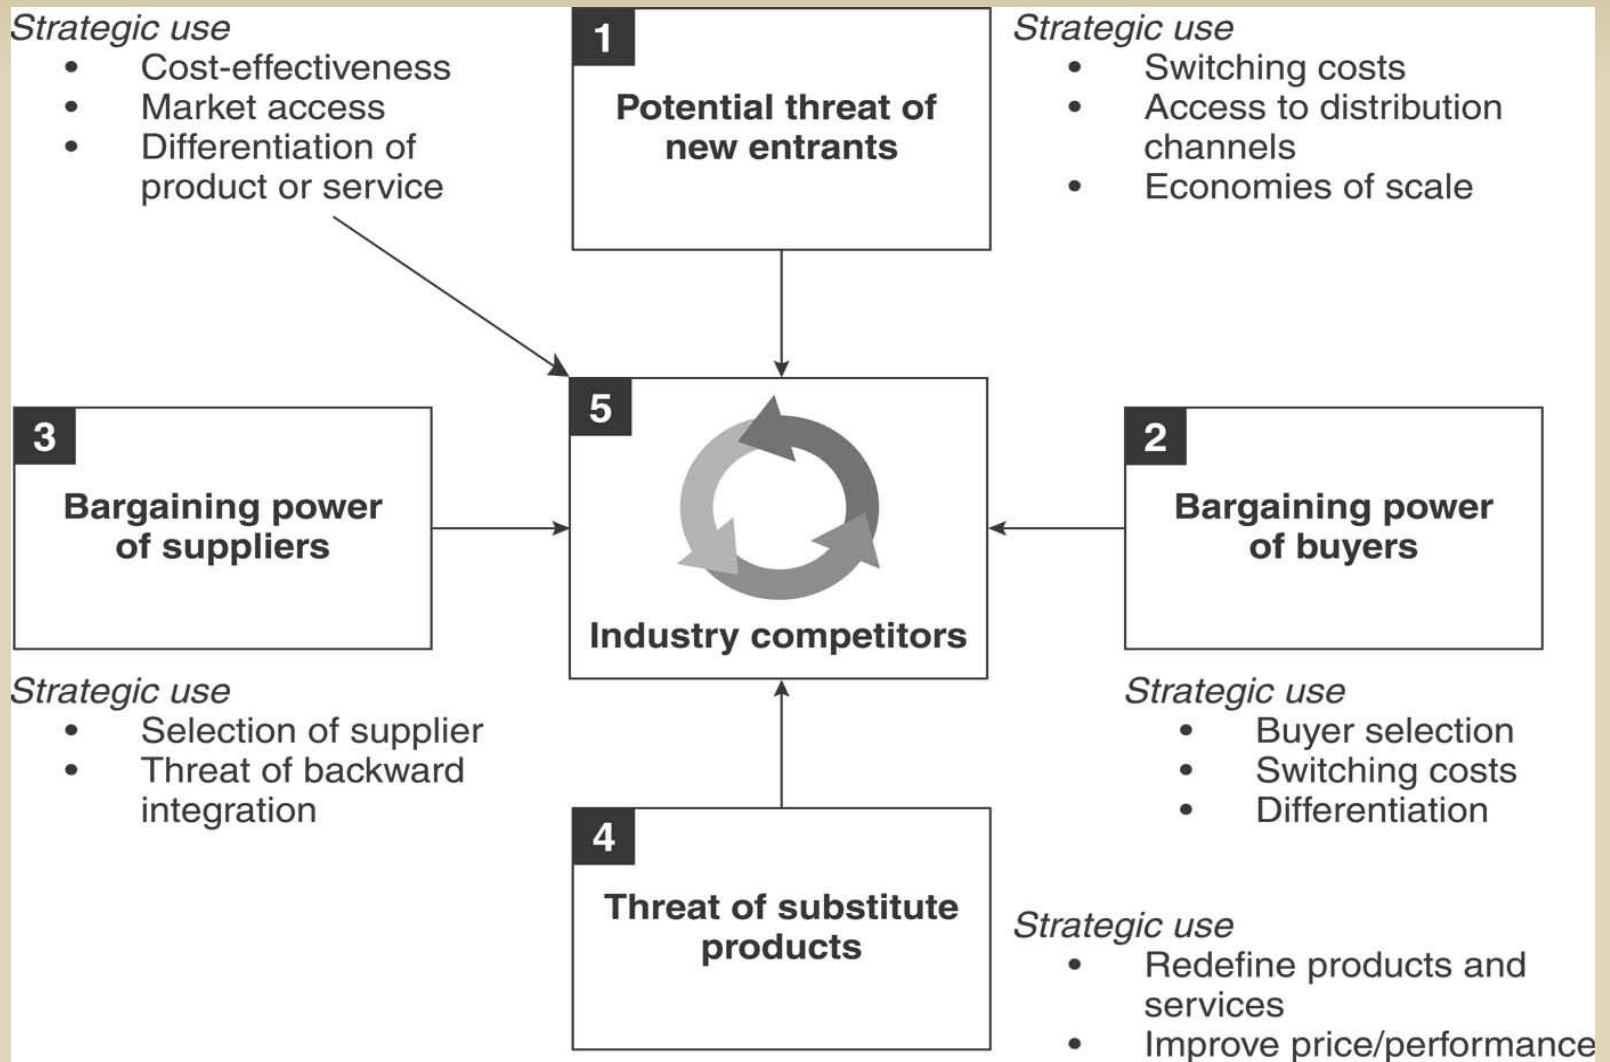 Strategic use
• Cost-effectiveness
• Market access
• Differentiation of
product or service
1
Potential threat of
new entrants
Strategic use
• Switching costs
• Access to distribution
channels
• Economies of scale
3
Bargaining power
of suppliers
5
Industry competitors
2
Bargaining power
of buyers
Strategic use
• Selection of supplier
• Threat of backward
integration
Strategic use
• Buyer selection
• Switching costs
• Differentiation
4
Threat of substitute
products
Strategic use
• Redefine products and
services
• Improve price/performance